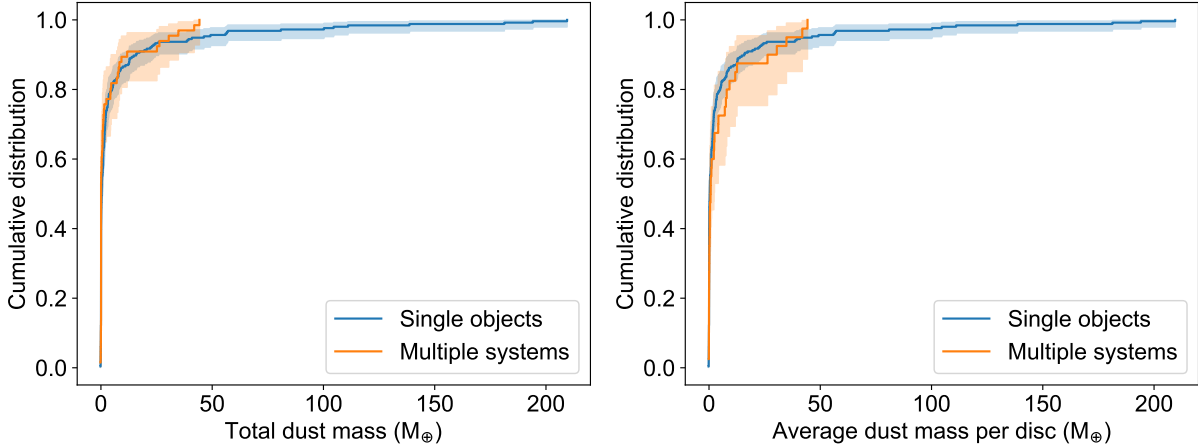 1.0
0.8
0.6
0.4
0.2
0.0
Cumulative distribution
Single objects
Multiple systems
0 50 100 150 200
Total dust mass (M⊕)
1.0
0.8
0.6
0.4
0.2
0.0
Cumulative distribution
Single objects
Multiple systems
0 50 100 150 200
Average dust mass per disc (M⊕)